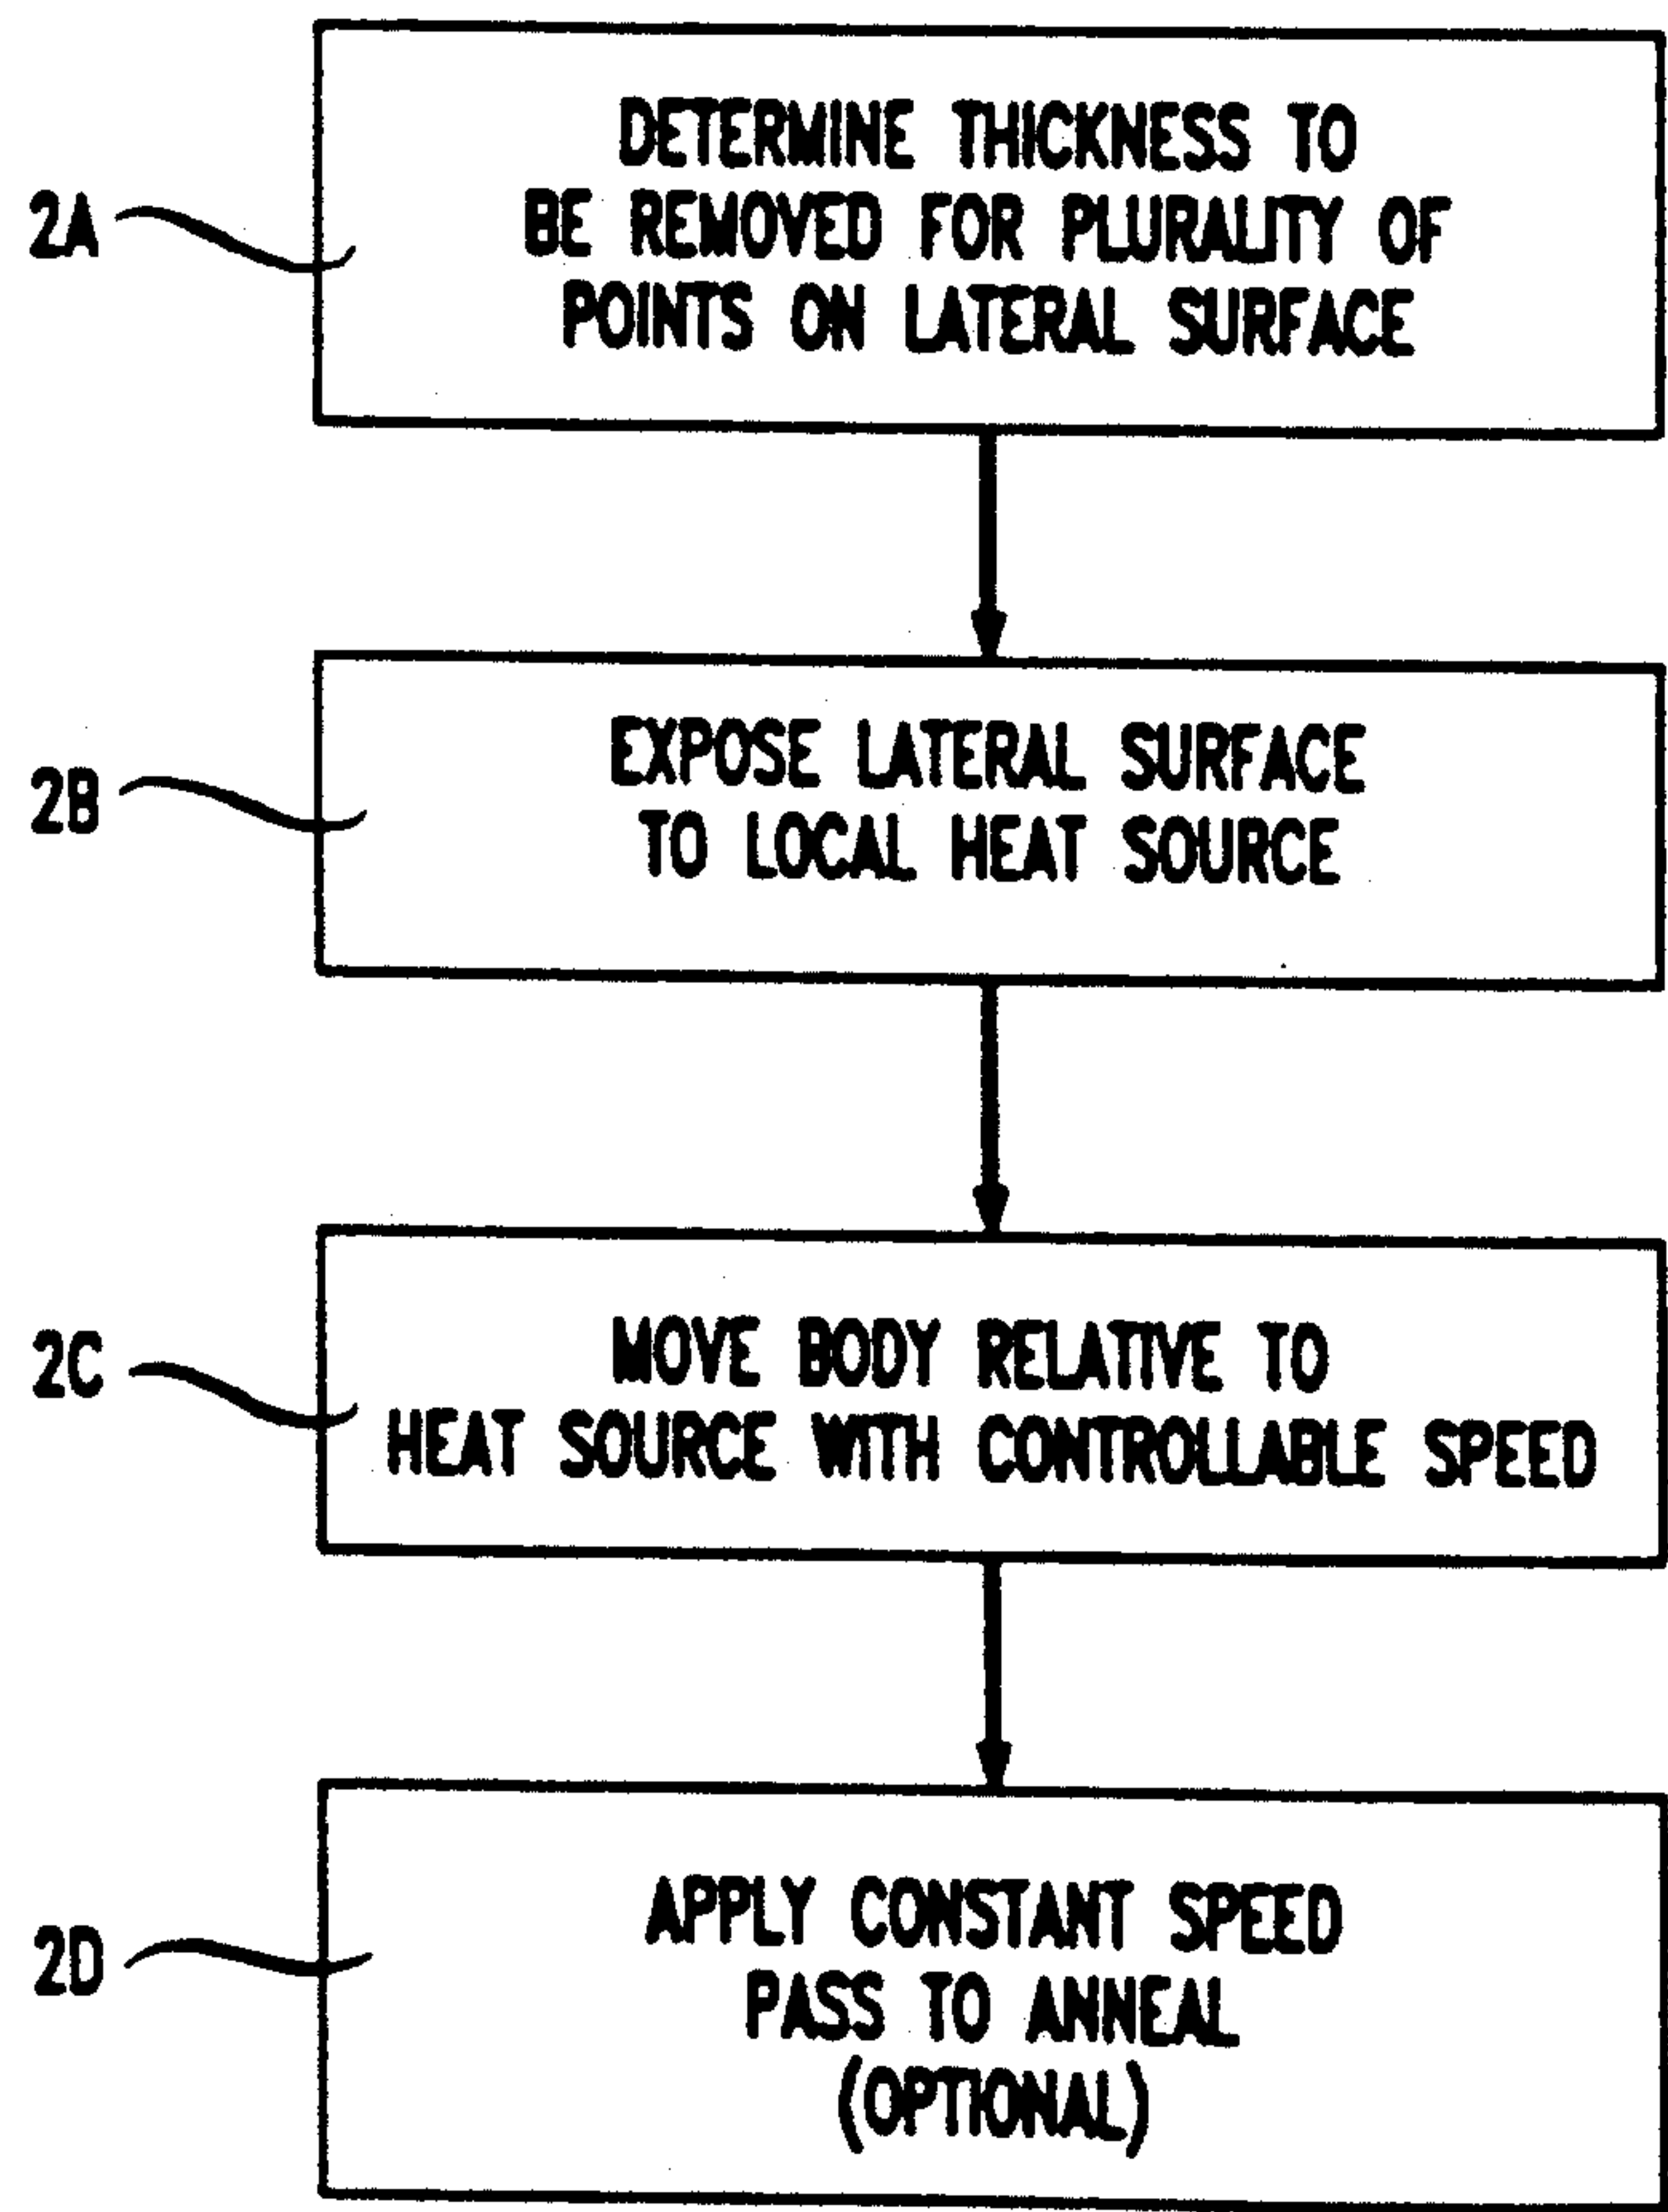 DETERMINE THICKNESS TO
BE REMOVED FOR PLURALITY OF
POINTS ON LATERAL SURFACE
2A
EXPOSE LATERAL SURFACE
TO LOCAL HEAT SOURCE
2B
MOVE BODY RELATIVE TO
HEAT SOURCE WITH CONTROLLABLE SPEED
2C
APPLY CONSTANT SPEED
PASS TO ANNEAL
(OPTIONAL)
2D